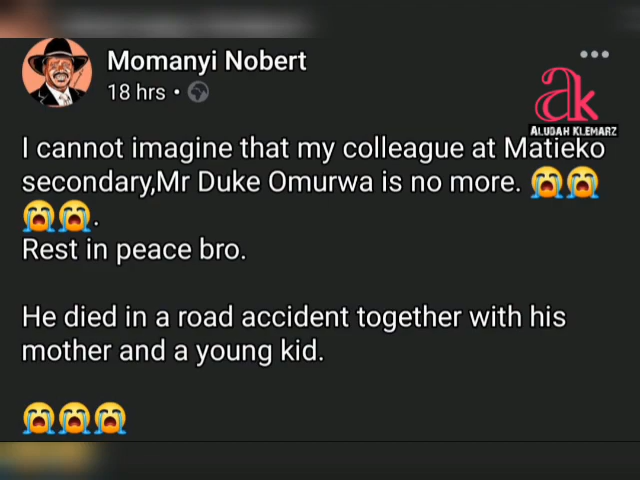 Momanyi Nobert
18 hrs •
ak
ALUDAH KLEMARZ
I cannot imagine that my colleague at Matieko
secondary,Mr Duke Omurwa is no more. 😭😭
😭😭.
Rest in peace bro.
He died in a road accident together with his
mother and a young kid.
😭😭😭